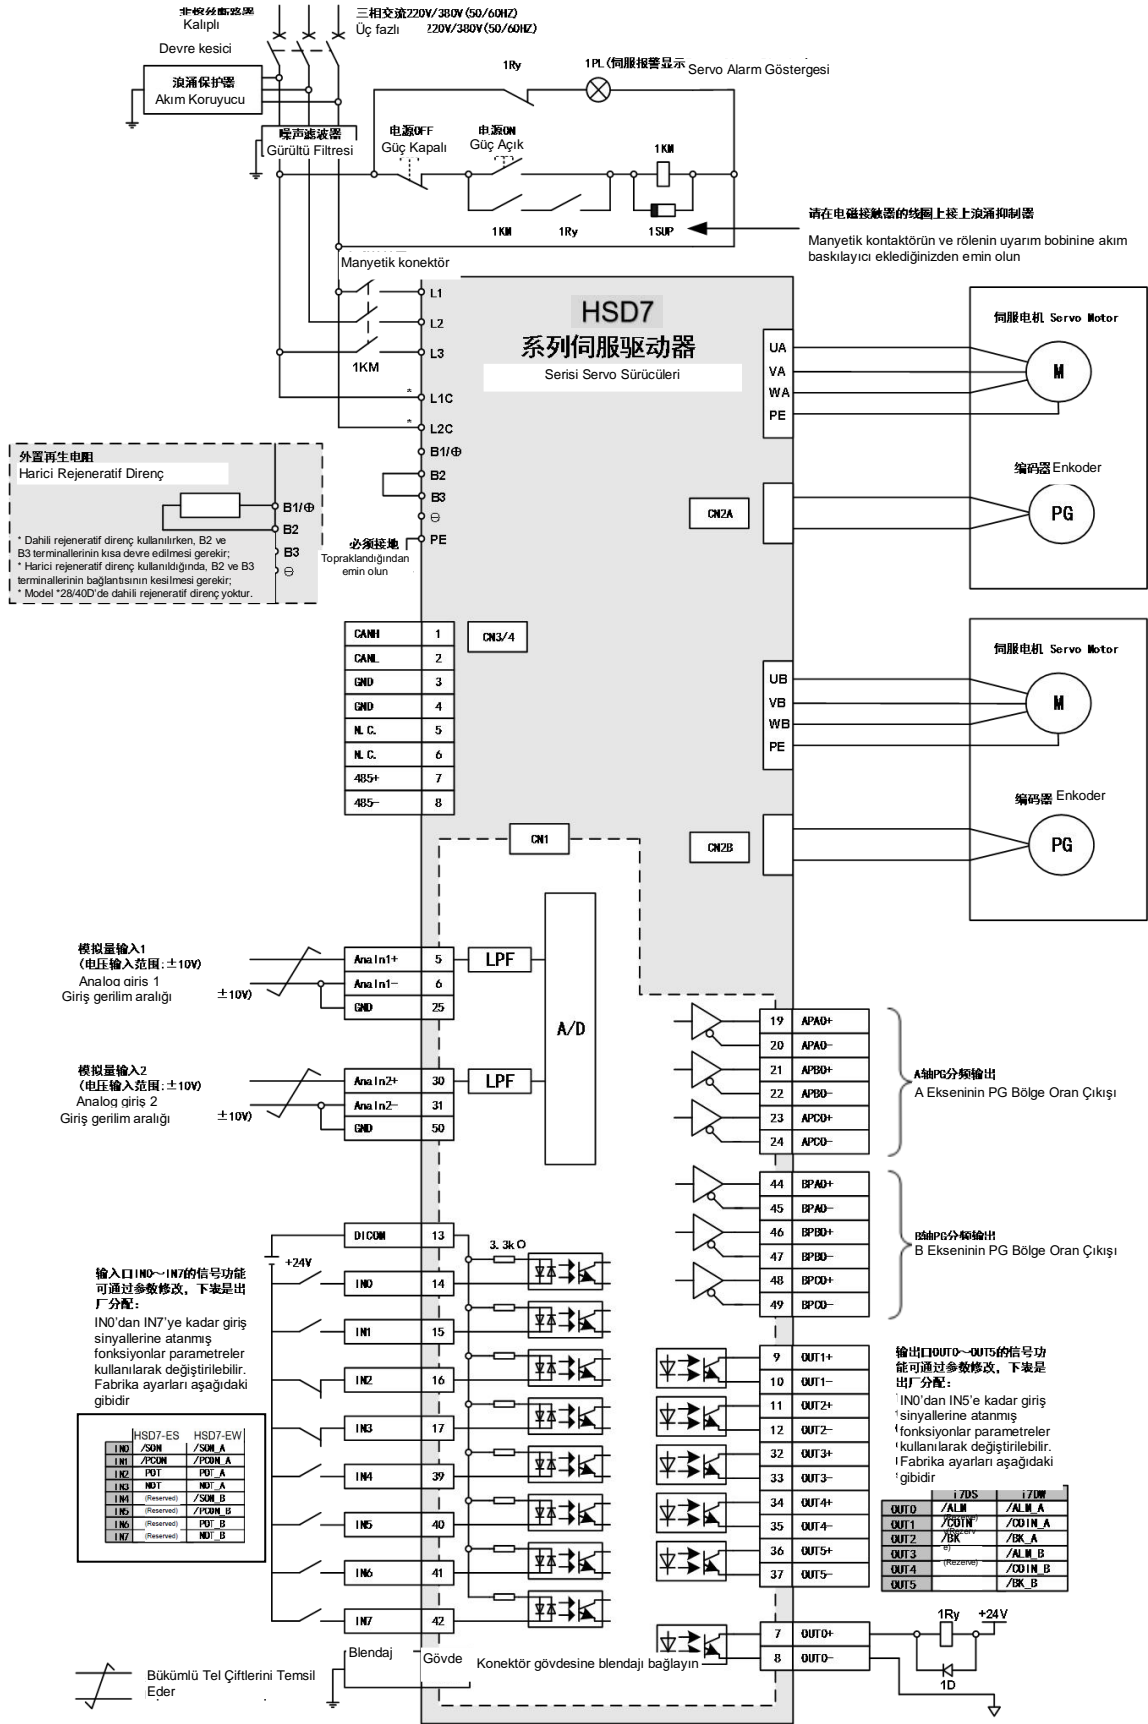 非熔丝断路器
Kalıplı
Devre kesici
三相交流220V/380V(50/60HZ)
Üç fazlı 220V/380V(50/60HZ)
浪涌保护器
Akım Koruyucu
噪声滤波器
Gürültü Filtresi
1Ry
1PL(伺服报警显示
Servo Alarm Göstergesi
电源OFF
Güç Kapalı
电源ON
Güç Açık
1KM
1KM
1Ry
1SUP
请在电磁接触器的线圈上接上浪涌抑制器
Manyetik kontaktörün ve rölenin uyarım bobinine akım
baskılayıcı eklediğinizden emin olun
Manyetik konektör
1KM
L1
L2
L3
* L1C
* L2C
B1/⊕
B2
B3
⊖
PE
必须接地
Topraklandığından
emin olun
HSD7
系列伺服驱动器
Serisi Servo Sürücüleri
外置再生电阻
Harici Rejeneratif Direnç
B1/⊕
B2
B3
⊖
* Dahili rejeneratif direnç kullanılırken, B2 ve
B3 terminallerinin kısa devre edilmesi gerekir;
* Harici rejeneratif direnç kullanıldığında, B2 ve B3
terminallerinin bağlantısının kesilmesi gerekir;
* Model *28/40D'de dahili rejeneratif direnç yoktur.
UA
VA
WA
PE
CN2A
伺服电机 Servo Motor
M
编码器 Enkoder
PG
UB
VB
WB
PE
CN2B
伺服电机 Servo Motor
M
编码器 Enkoder
PG
CN3/4
CANH 1
CANL 2
GND 3
GND 4
N.C. 5
N.C. 6
485+ 7
485- 8
CN1
模拟量输入1
(电压输入范围:±10V)
Analog giriş 1
Giriş gerilim aralığı ±10V)
AnaIn1+ 5
AnaIn1- 6
GND 25
LPF
A/D
模拟量输入2
(电压输入范围:±10V)
Analog giriş 2
Giriş gerilim aralığı ±10V)
AnaIn2+ 30
AnaIn2- 31
GND 50
LPF
19 APAO+
20 APAO-
21 APBO+
22 APBO-
23 APCO+
24 APCO-
A轴PG分频输出
A Ekseninin PG Bölge Oran Çıkışı
44 BPAO+
45 BPAO-
46 BPBO+
47 BPBO-
48 BPCO+
49 BPCO-
B轴PG分频输出
B Ekseninin PG Bölge Oran Çıkışı
DICOM 13
3.3kΩ
+24V
IN0 14
IN1 15
IN2 16
IN3 17
IN4 39
IN5 40
IN6 41
IN7 42
输入口IN0～IN7的信号功能
可通过参数修改，下表是出
厂分配：
IN0'dan IN7'ye kadar giriş
sinyallerine atanmış
fonksiyonlar parametreler
kullanılarak değiştirilebilir.
Fabrika ayarları aşağıdaki
gibidir
HSD7-ES HSD7-EW
IN0 /SON /SON_A
IN1 /PCON /PCON_A
IN2 POT POT_A
IN3 NOT NOT_A
IN4 (Reserved) /SON_B
IN5 (Reserved) /PCON_B
IN6 (Reserved) POT_B
IN7 (Reserved) NOT_B
9 OUT1+
10 OUT1-
11 OUT2+
12 OUT2-
32 OUT3+
33 OUT3-
34 OUT4+
35 OUT4-
36 OUT5+
37 OUT5-
7 OUT0+
8 OUT0-
输出口OUT0～OUT5的信号功
能可通过参数修改，下表是
出厂分配：
IN0'dan IN5'e kadar giriş
sinyallerine atanmış
fonksiyonlar parametreler
kullanılarak değiştirilebilir.
Fabrika ayarları aşağıdaki
gibidir
i7DS i7DW
OUT0 /ALM /ALM_A
OUT1 /COIN /COIN_A
OUT2 /BK /BK_A
OUT3 (Rezerve) /ALM_B
OUT4 /COIN_B
OUT5 /BK_B
1Ry
+24V
1D
Blendaj
Gövde
Konektör gövdesine blendajı bağlayın
Bükümlü Tel Çiftlerini Temsil
Eder